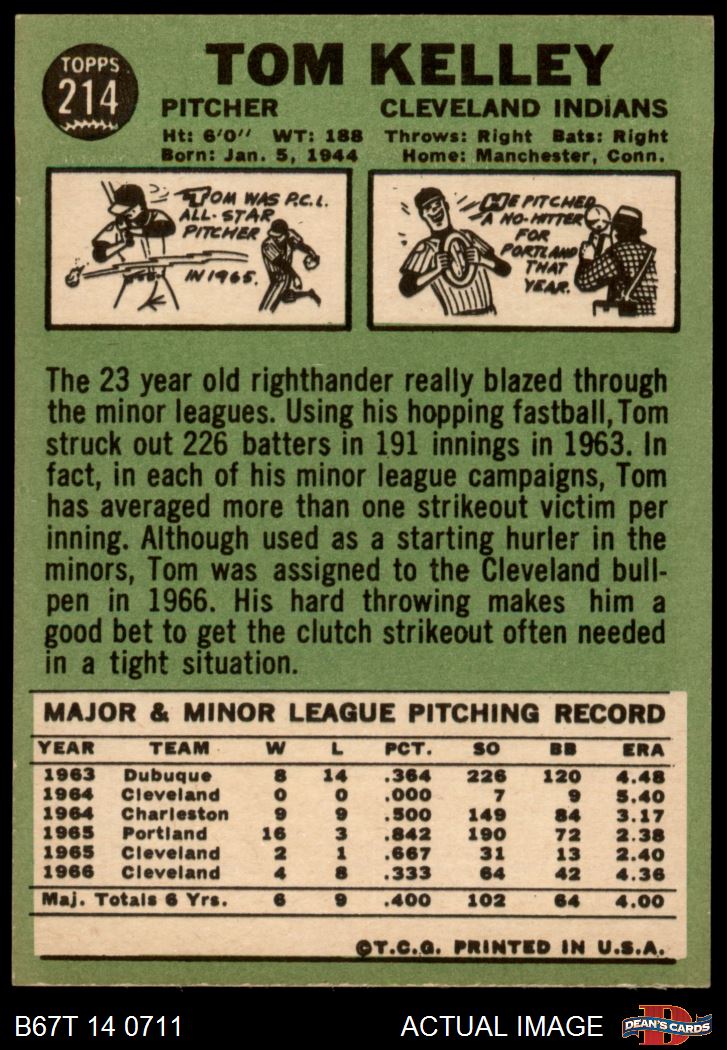 TOPPS
214
TOM KELLEY
PITCHER CLEVELAND INDIANS
Ht: 6'0" WT: 188 Throws: Right Bats: Right
Born: Jan. 5, 1944 Home: Manchester, Conn.
TOM WAS P.C.L.
ALL-STAR
PITCHER
IN 1965.
HE PITCHED
A NO-HITTER
FOR
PORTLAND
THAT
YEAR.
The 23 year old righthander really blazed through
the minor leagues. Using his hopping fastball, Tom
struck out 226 batters in 191 innings in 1963. In
fact, in each of his minor league campaigns, Tom
has averaged more than one strikeout victim per
inning. Although used as a starting hurler in the
minors, Tom was assigned to the Cleveland bull-
pen in 1966. His hard throwing makes him a
good bet to get the clutch strikeout often needed
in a tight situation.
MAJOR & MINOR LEAGUE PITCHING RECORD
YEAR TEAM W L PCT. SO BB ERA
1963 Dubuque 8 14 .364 226 120 4.48
1964 Cleveland 0 0 .000 7 9 5.40
1964 Charleston 9 9 .500 149 84 3.17
1965 Portland 16 3 .842 190 72 2.38
1965 Cleveland 2 1 .667 31 13 2.40
1966 Cleveland 4 8 .333 64 42 4.36
Maj. Totals 6 Yrs. 6 9 .400 102 64 4.00
©T.C.G. PRINTED IN U.S.A.
B67T 14 0711 ACTUAL IMAGE
D
DEAN'S CARDS